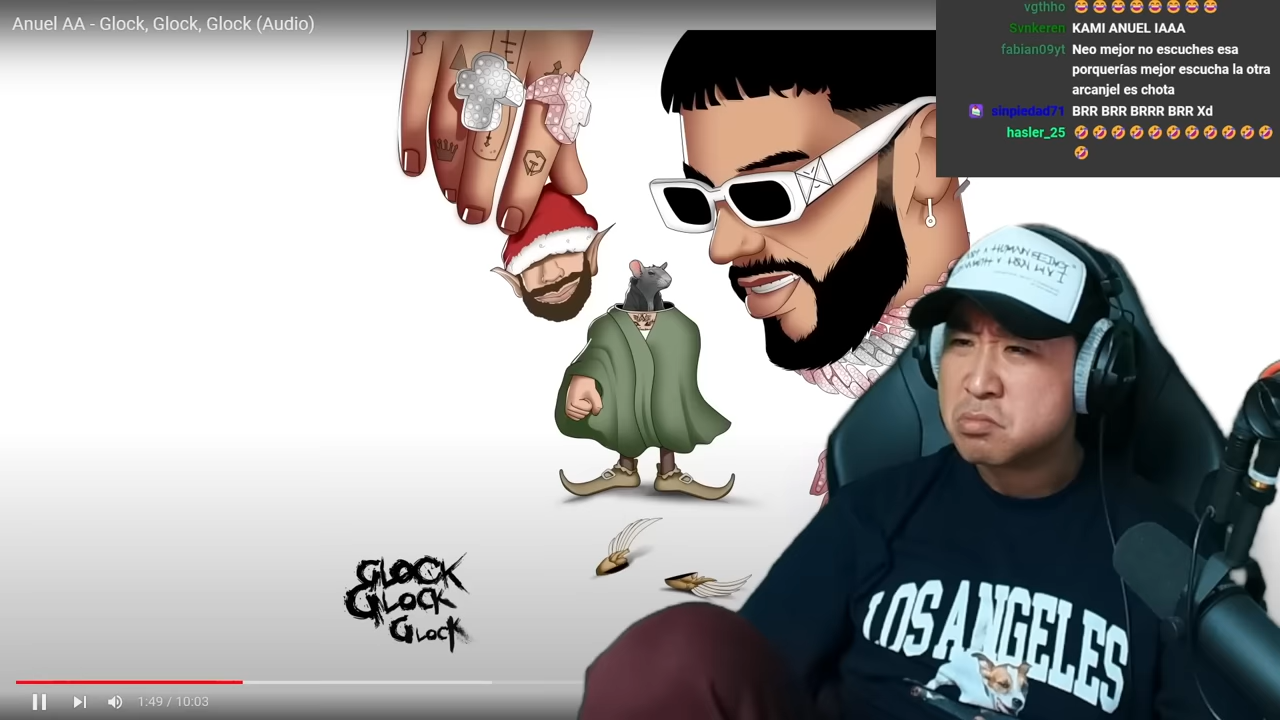 Anuel AA - Glock, Glock, Glock (Audio)
vgthho 😂😂😂😂😂😂😂😂
Svnkeren KAMI ANUEL IAAA
fabian09yt Neo mejor no escuches esa
porquerías mejor escucha la otra
arcanjel es chota
sinpiedad71 BRR BRR BRRR BRR Xd
hasler_25 🤣🤣🤣🤣🤣🤣🤣🤣🤣🤣🤣
🤣
GLOCK
GLOCK
GLOCK
LOS ANGELES
1:49 / 10:03